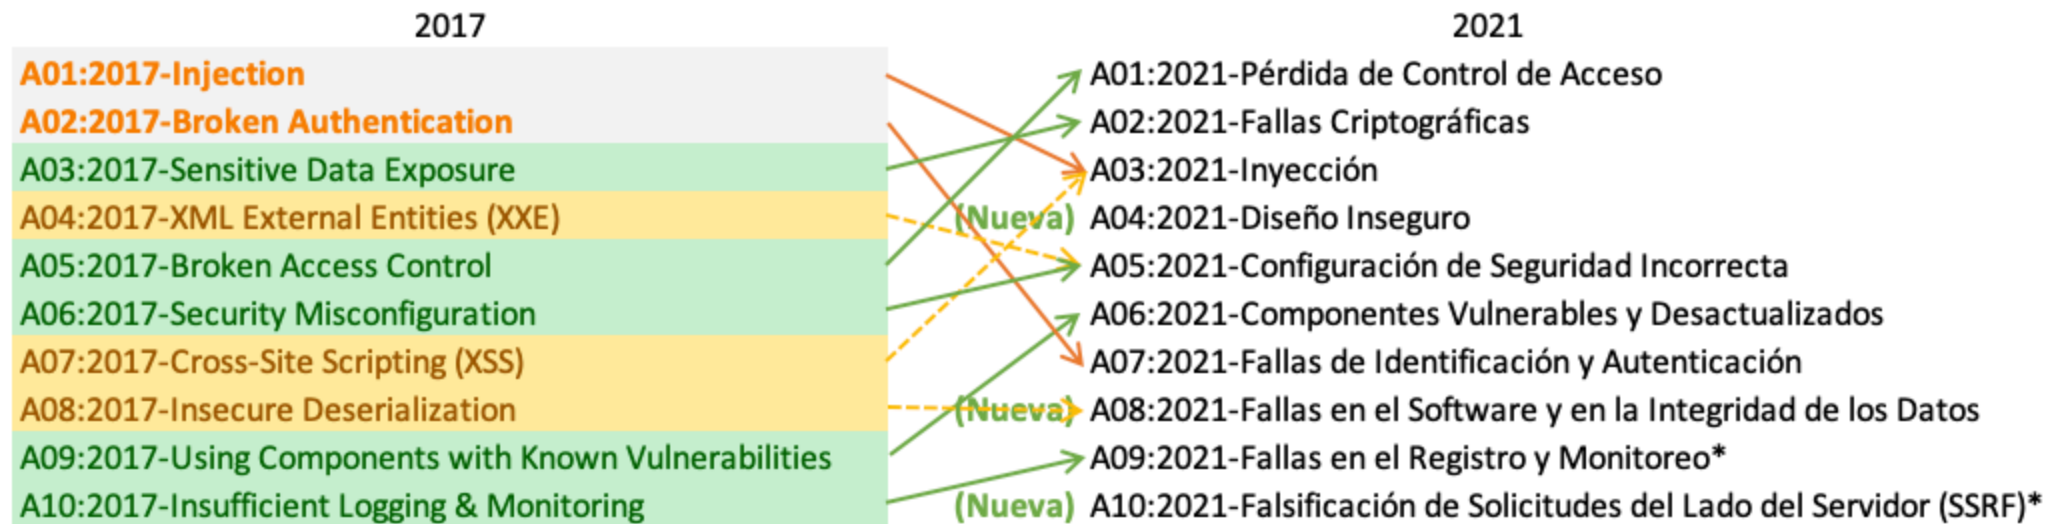 2017
A01:2017-Injection
A02:2017-Broken Authentication
A03:2017-Sensitive Data Exposure
A04:2017-XML External Entities (XXE)
A05:2017-Broken Access Control
A06:2017-Security Misconfiguration
A07:2017-Cross-Site Scripting (XSS)
A08:2017-Insecure Deserialization
A09:2017-Using Components with Known Vulnerabilities
A10:2017-Insufficient Logging & Monitoring
2021
A01:2021-Pérdida de Control de Acceso
A02:2021-Fallas Criptográficas
A03:2021-Inyección
(Nueva) A04:2021-Diseño Inseguro
A05:2021-Configuración de Seguridad Incorrecta
A06:2021-Componentes Vulnerables y Desactualizados
A07:2021-Fallas de Identificación y Autenticación
(Nueva) A08:2021-Fallas en el Software y en la Integridad de los Datos
A09:2021-Fallas en el Registro y Monitoreo*
(Nueva) A10:2021-Falsificación de Solicitudes del Lado del Servidor (SSRF)*